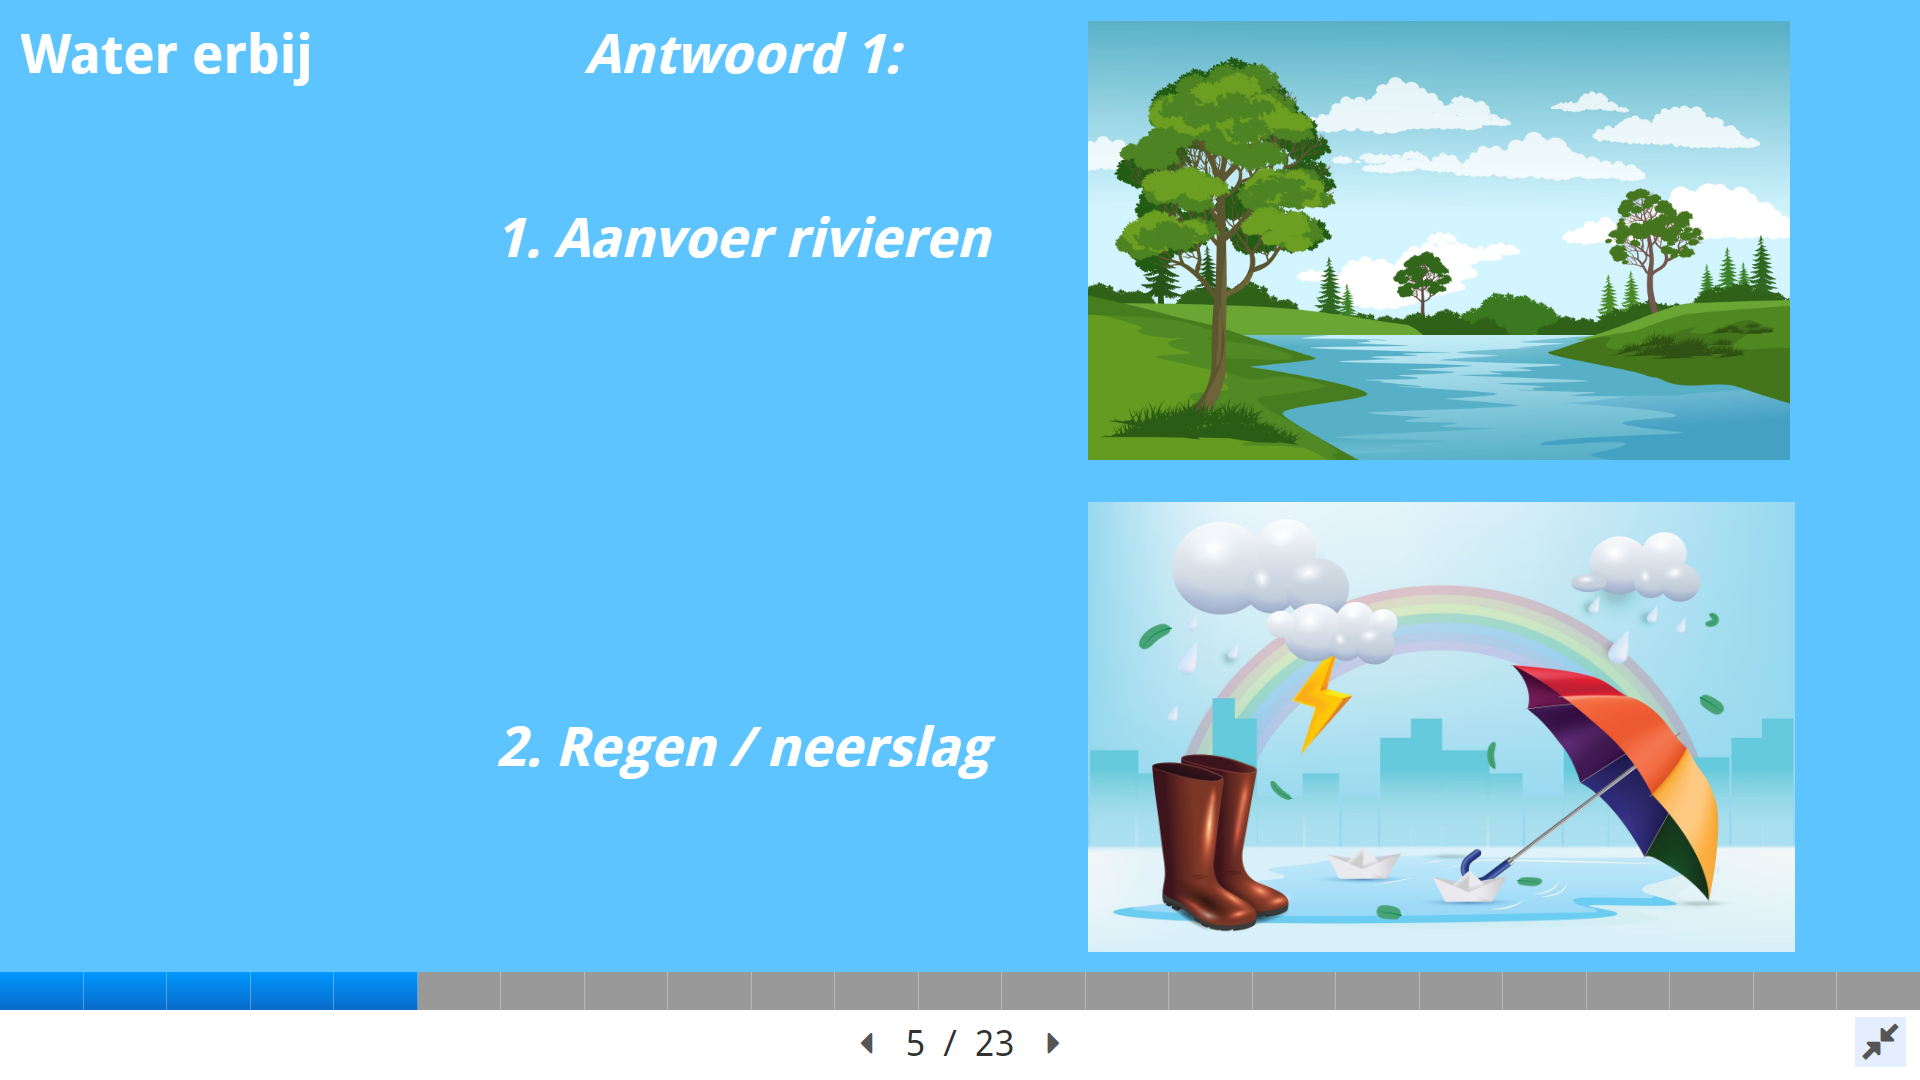 Water erbij
Antwoord 1:
1. Aanvoer rivieren
2. Regen / neerslag
5 / 23